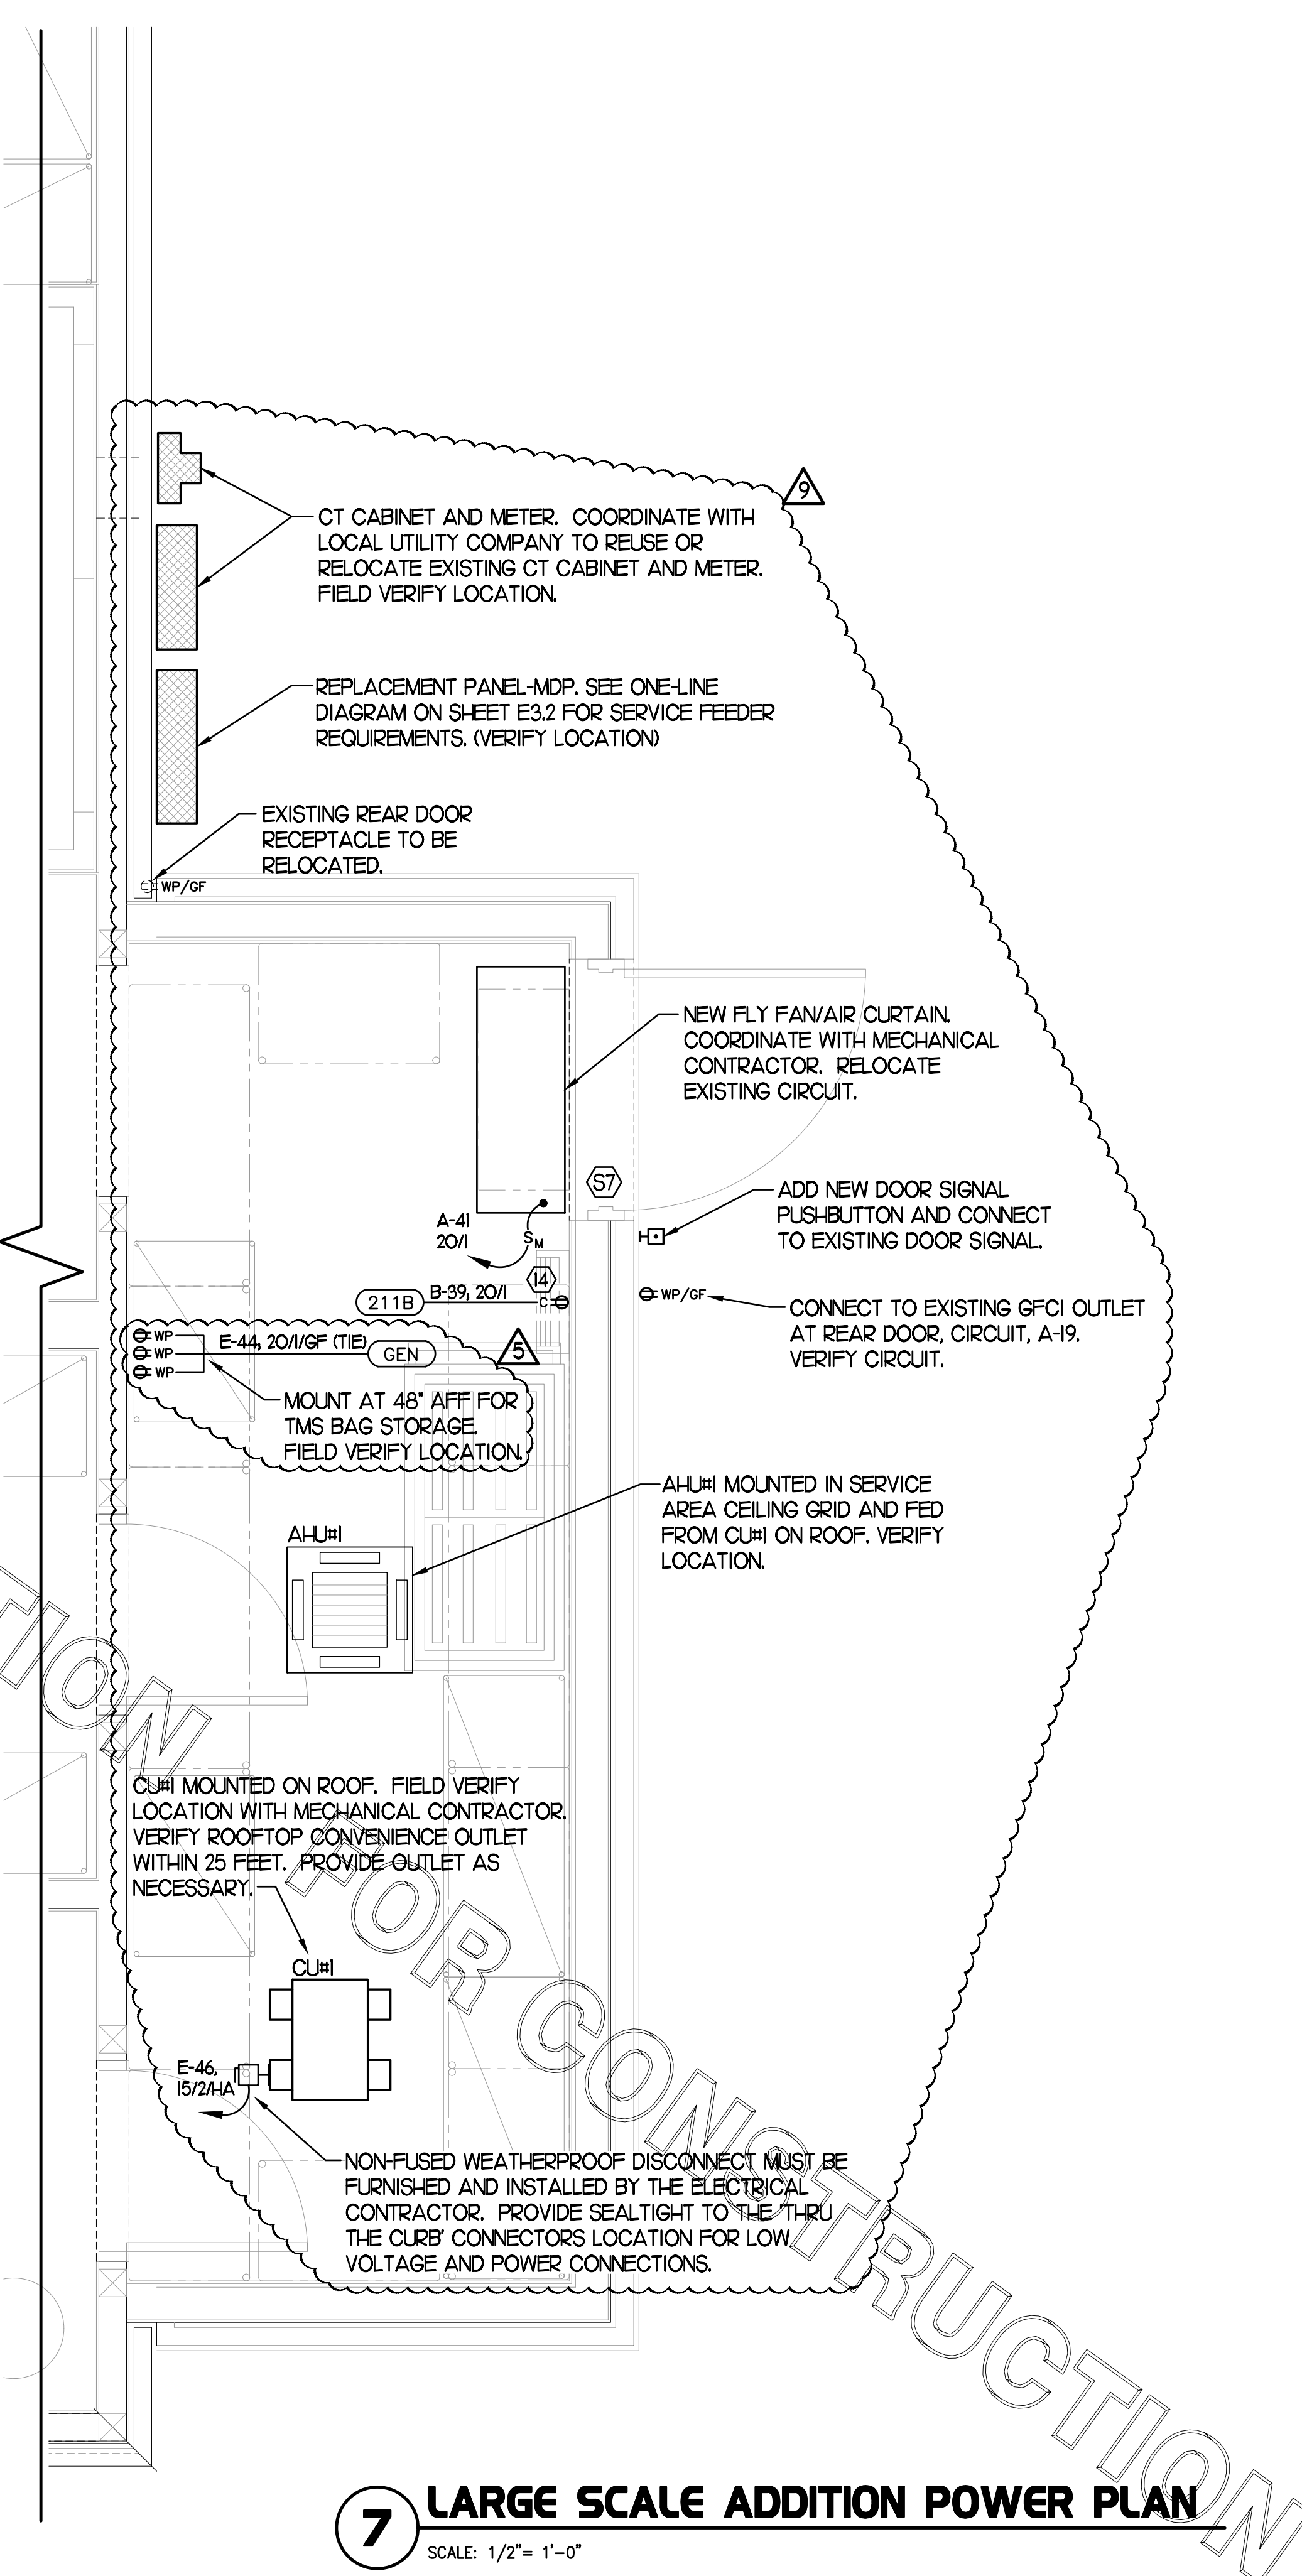 9
CT CABINET AND METER. COORDINATE WITH
LOCAL UTILITY COMPANY TO REUSE OR
RELOCATE EXISTING CT CABINET AND METER.
FIELD VERIFY LOCATION.
REPLACEMENT PANEL-MDP. SEE ONE-LINE
DIAGRAM ON SHEET E3.2 FOR SERVICE FEEDER
REQUIREMENTS. (VERIFY LOCATION)
EXISTING REAR DOOR
RECEPTACLE TO BE
RELOCATED.
WP/GF
NEW FLY FAN/AIR CURTAIN.
COORDINATE WITH MECHANICAL
CONTRACTOR. RELOCATE
EXISTING CIRCUIT.
S7
ADD NEW DOOR SIGNAL
PUSHBUTTON AND CONNECT
TO EXISTING DOOR SIGNAL.
A-41
20/1
SM
14
211B
B-39, 20/1
C
WP/GF
CONNECT TO EXISTING GFCI OUTLET
AT REAR DOOR, CIRCUIT, A-19.
VERIFY CIRCUIT.
WP
WP
WP
E-44, 20/1/GF (TIE)
GEN
5
MOUNT AT 48" AFF FOR
TMS BAG STORAGE.
FIELD VERIFY LOCATION.
AHU#1 MOUNTED IN SERVICE
AREA CEILING GRID AND FED
FROM CU#1 ON ROOF. VERIFY
LOCATION.
AHU#1
CU#1 MOUNTED ON ROOF. FIELD VERIFY
LOCATION WITH MECHANICAL CONTRACTOR.
VERIFY ROOFTOP CONVENIENCE OUTLET
WITHIN 25 FEET. PROVIDE OUTLET AS
NECESSARY.
CU#1
E-46,
15/2/HA
NON-FUSED WEATHERPROOF DISCONNECT MUST BE
FURNISHED AND INSTALLED BY THE ELECTRICAL
CONTRACTOR. PROVIDE SEALTIGHT TO THE 'THRU
THE CURB' CONNECTORS LOCATION FOR LOW
VOLTAGE AND POWER CONNECTIONS.
TION
FOR CONSTRUCTION
7
LARGE SCALE ADDITION POWER PLAN
SCALE: 1/2"= 1'-0"